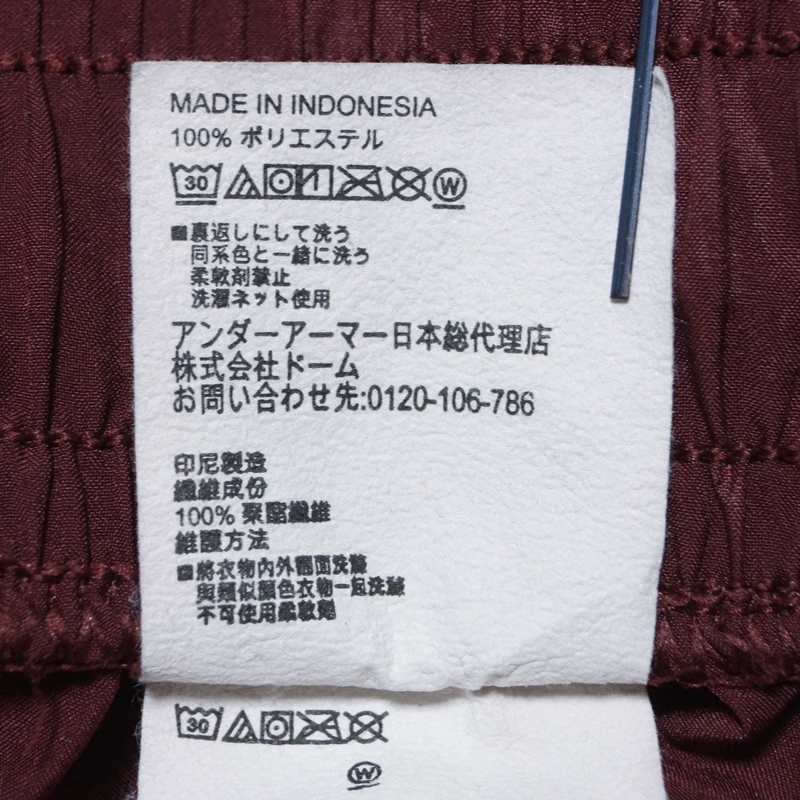 MADE IN INDONESIA
100% ポリエステル
30 W
■裏返しにして洗う
同系色と一緒に洗う
柔軟剤禁止
洗濯ネット使用
アンダーアーマー日本総代理店
株式会社ドーム
お問い合わせ先:0120-106-786
印尼製造
纖維成份
100% 聚酯纖維
維護方法
■將衣物內外翻面洗滌
與類似顏色衣物一起洗滌
不可使用柔軟劑
30
W